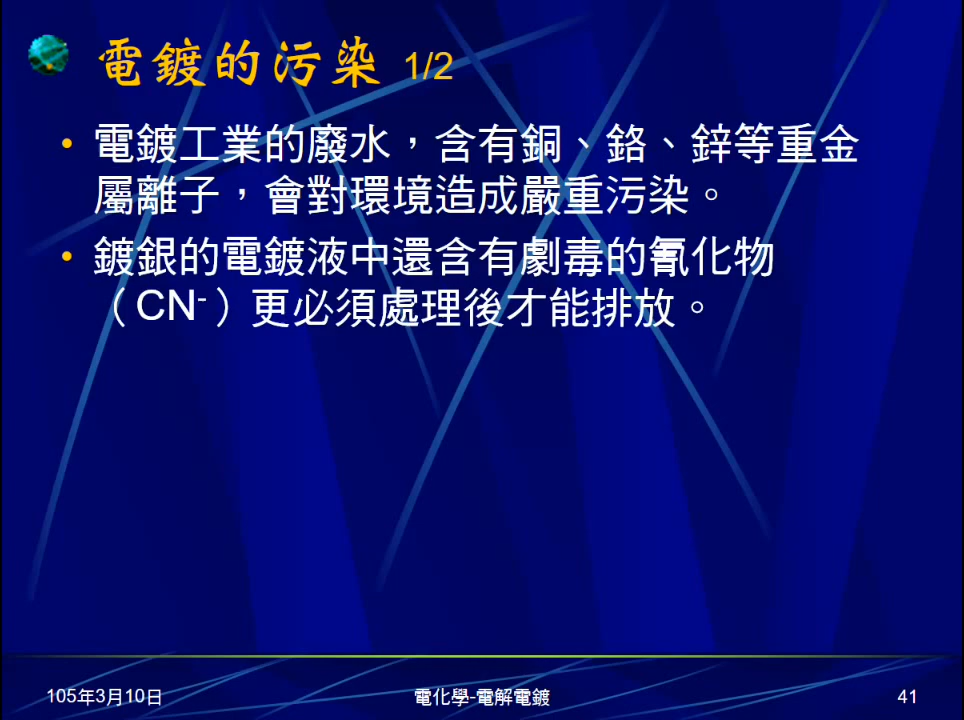 電鍍的污染 1/2
• 電鍍工業的廢水，含有銅、鉻、鋅等重金
屬離子，會對環境造成嚴重污染。
• 鍍銀的電鍍液中還含有劇毒的氰化物
（CN⁻）更必須處理後才能排放。
105年3月10日
電化學-電解電鍍
41